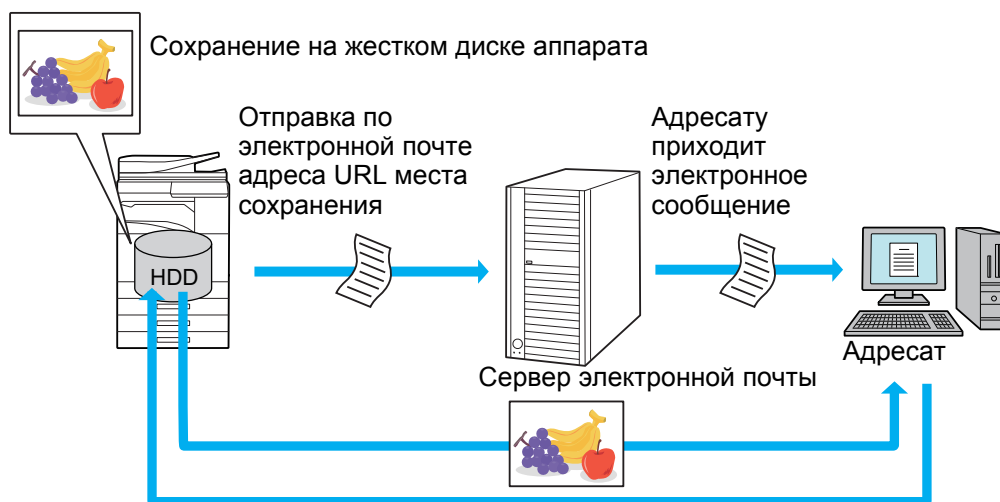 Сохранение на жестком диске аппарата
Отправка по
электронной почте
адреса URL места
сохранения
Адресату
приходит
электронное
сообщение
HDD
Адресат
Сервер электронной почты